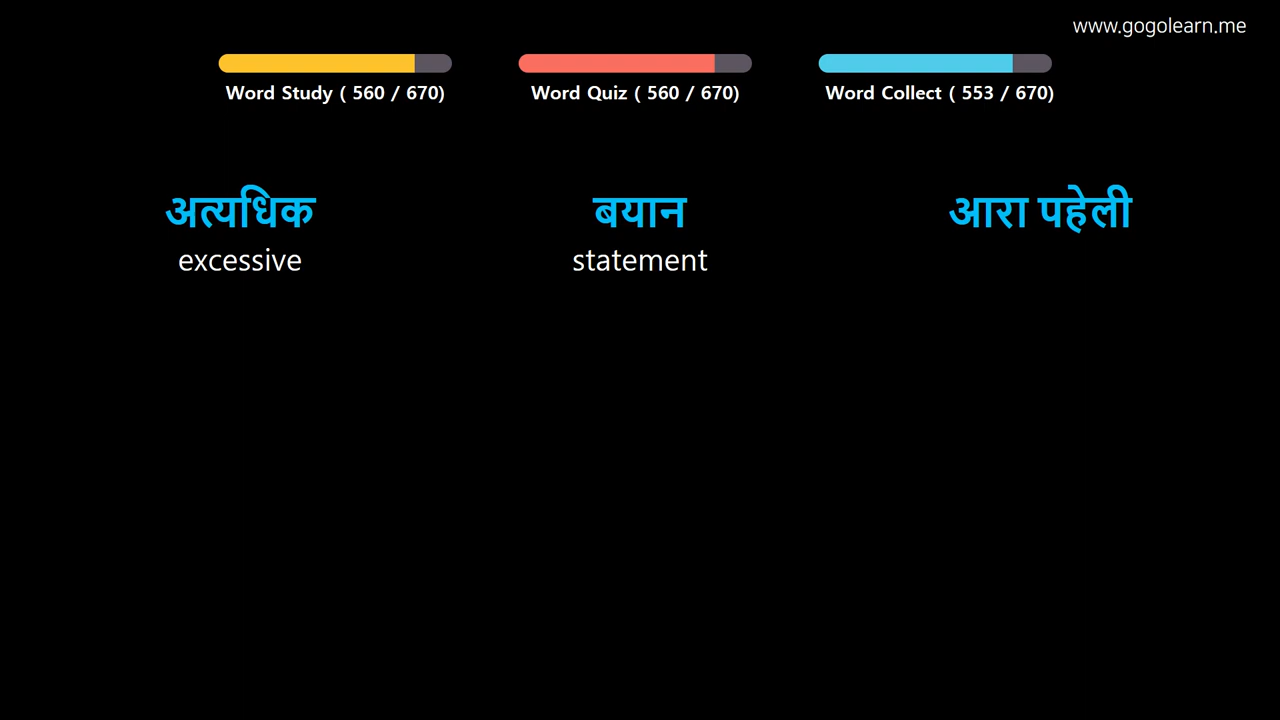 www.gogolearn.me
Word Study ( 560 / 670)
Word Quiz ( 560 / 670)
Word Collect ( 553 / 670)
अत्यधिक
excessive
बयान
statement
आरा पहेली